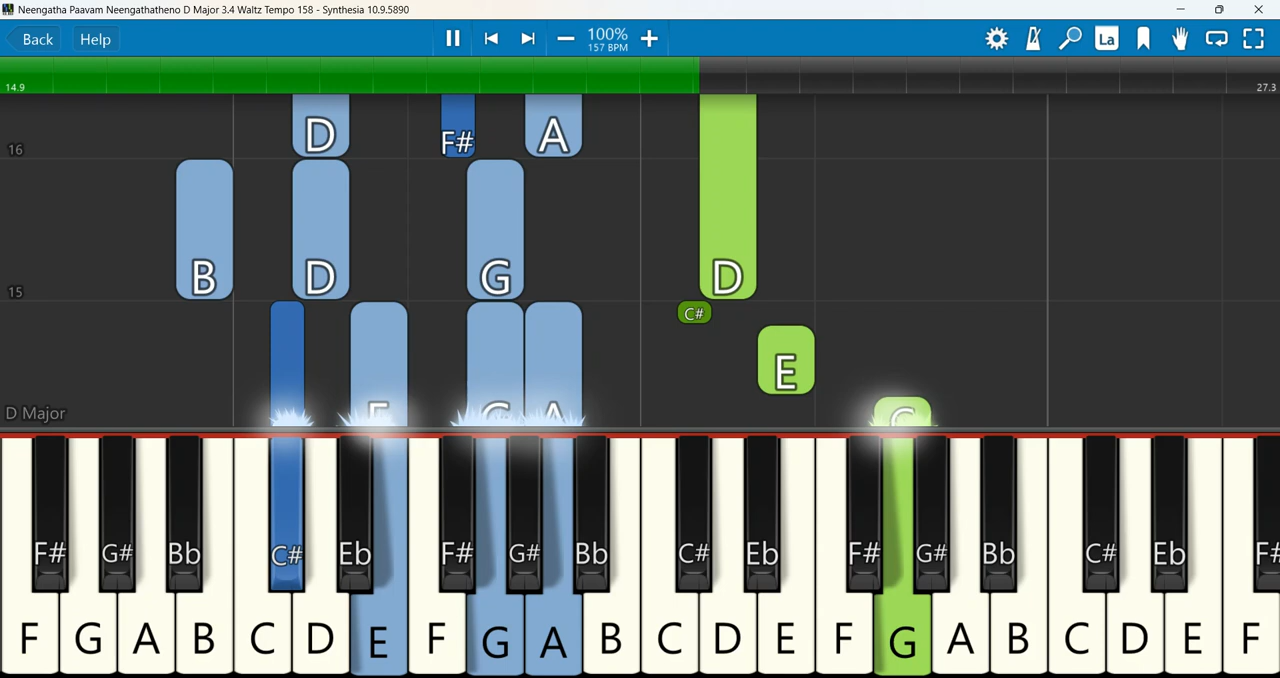 Neengatha Paavam Neengathatheno D Major 3.4 Waltz Tempo 158 - Synthesia 10.9.5890
Back Help 100% La
157 BPM
14.9 27.3
D F# A
16
B D G D
15
C#
E
D Major E G A G
F# G# Bb C# Eb F# G# Bb C# Eb F# G# Bb C# Eb F#
F G A B C D E F G A B C D E F G A B C D E F